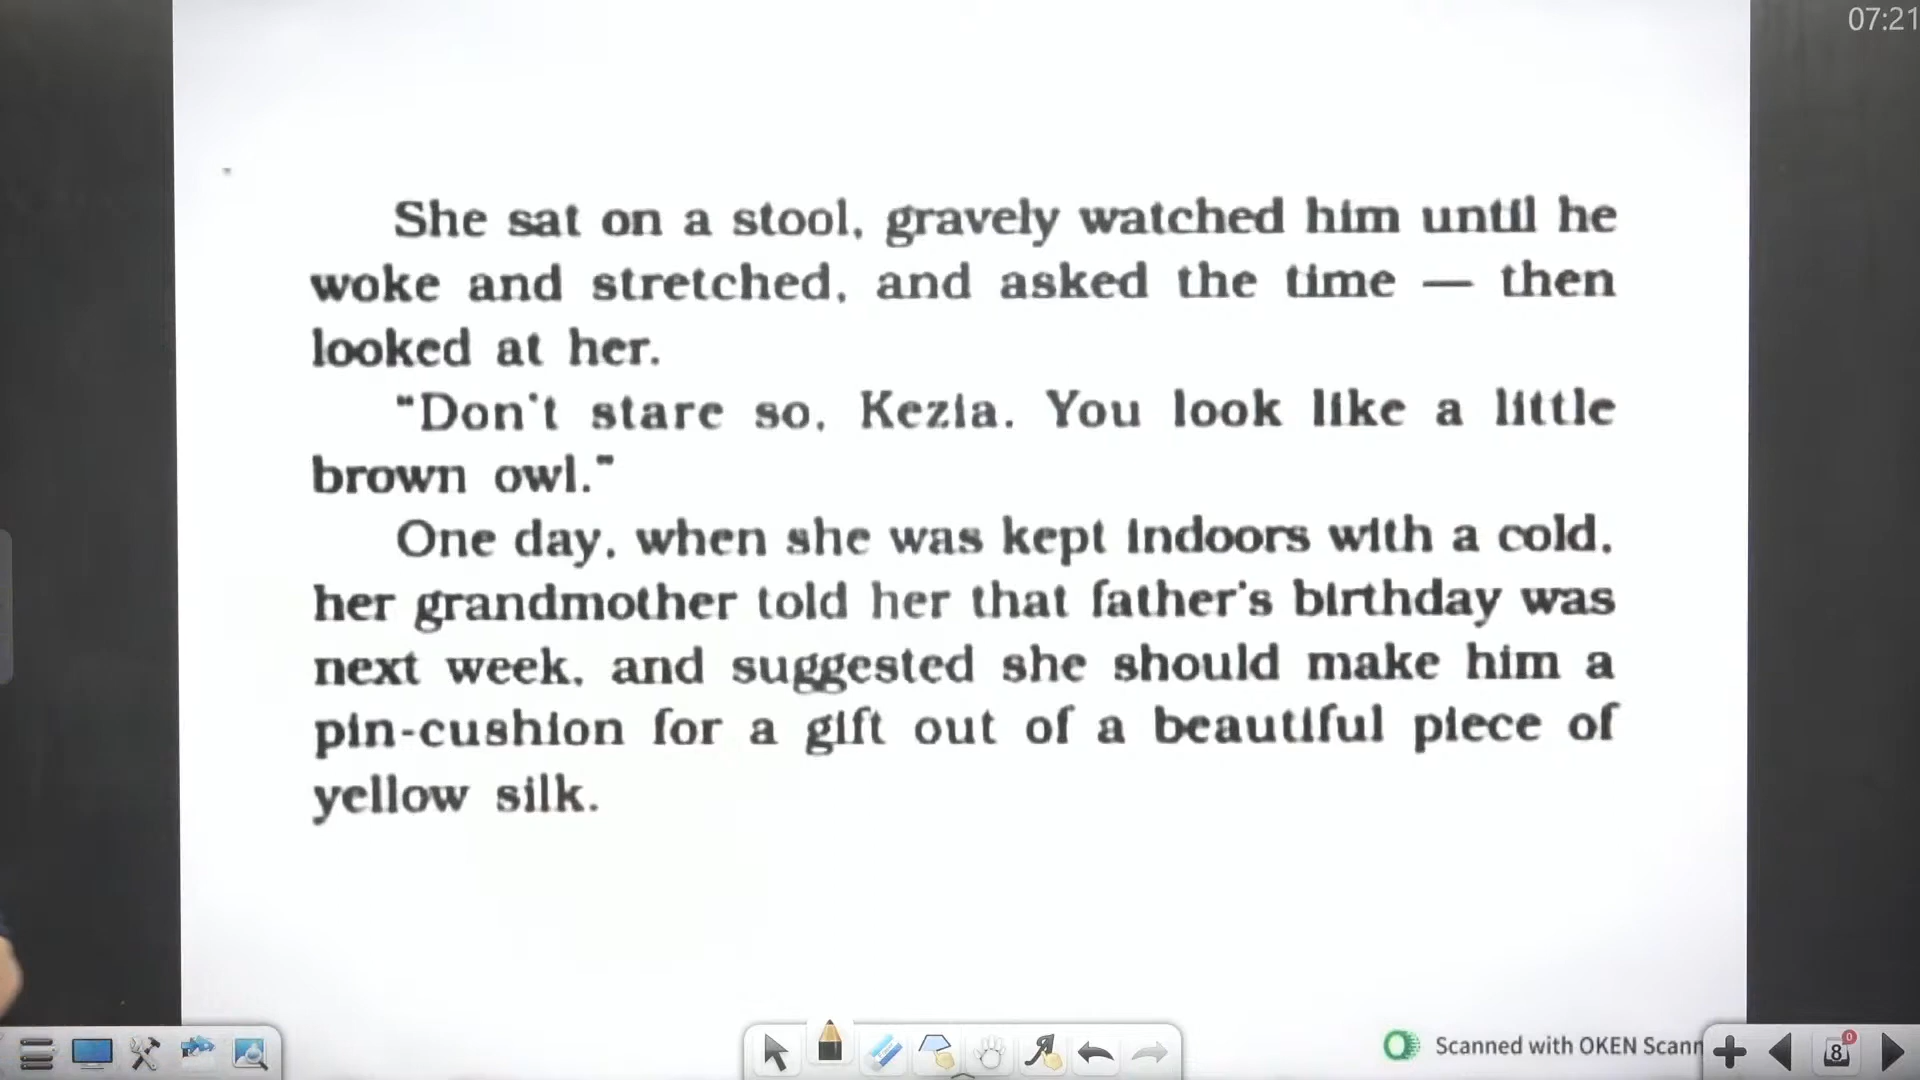 07:21
She sat on a stool, gravely watched him until he
woke and stretched, and asked the time — then
looked at her.
"Don't stare so, Kezia. You look like a little
brown owl."
One day, when she was kept indoors with a cold,
her grandmother told her that father's birthday was
next week, and suggested she should make him a
pin-cushion for a gift out of a beautiful piece of
yellow silk.
Scanned with OKEN Scann
8
0